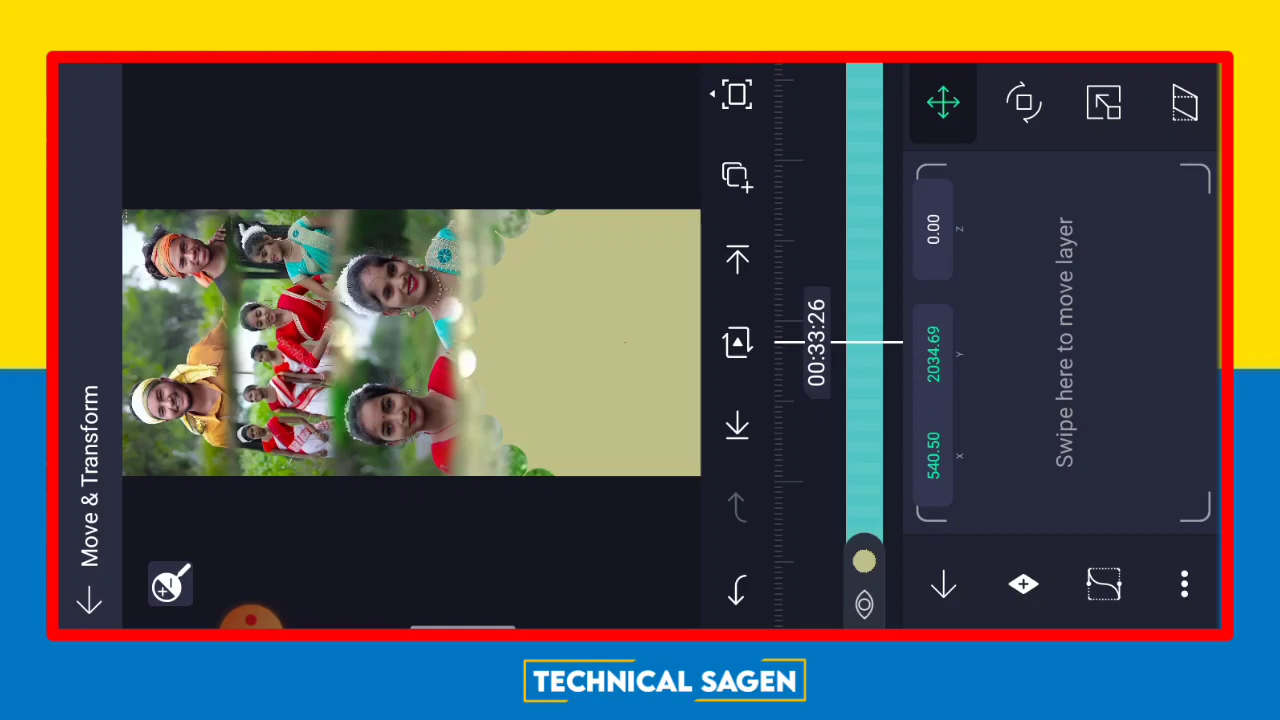 Move & Transform
00:33:26
0.00
Z
2034.69
Y
540.50
X
Swipe here to move layer
TECHNICAL SAGEN